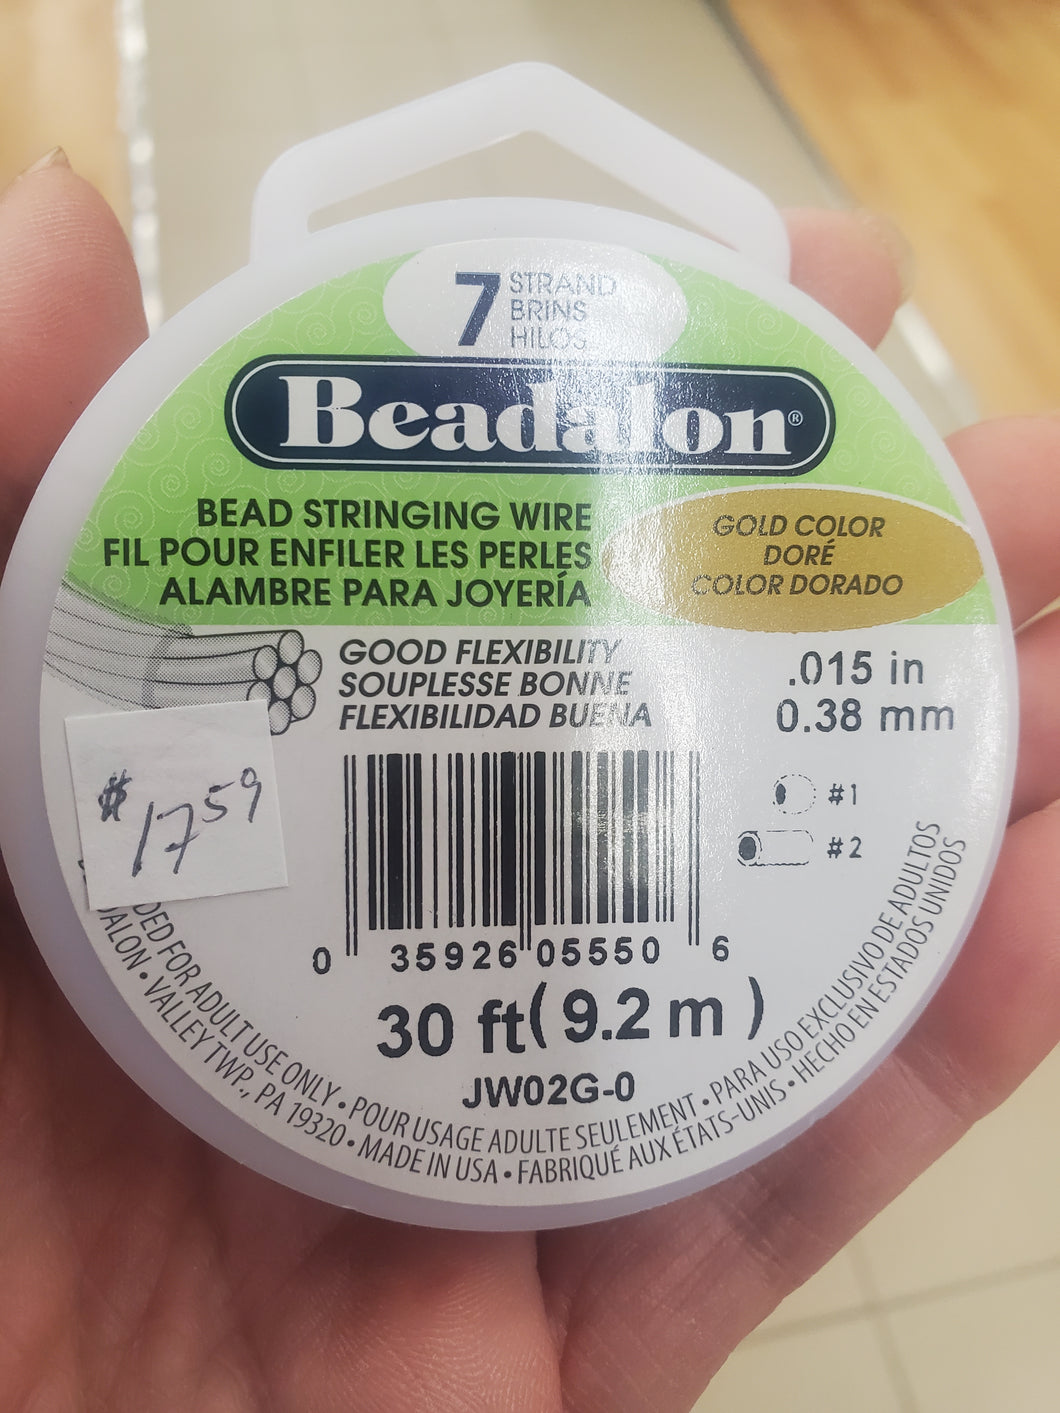 7 STRAND
BRINS
HILOS
Beadalon®
BEAD STRINGING WIRE
FIL POUR ENFILER LES PERLES
ALAMBRE PARA JOYERÍA
GOLD COLOR
DORÉ
COLOR DORADO
GOOD FLEXIBILITY
SOUPLESSE BONNE
FLEXIBILIDAD BUENA
.015 in
0.38 mm
#1
#2
$17.59
0 35926 05550 6
30 ft (9.2 m)
JW02G-0
FOR ADULT USE ONLY • POUR USAGE ADULTE SEULEMENT • PARA USO EXCLUSIVO DE ADULTOS
• VALLEY TWP., PA 19320 • MADE IN USA • FABRIQUÉ AUX ÉTATS-UNIS • HECHO EN ESTADOS UNIDOS